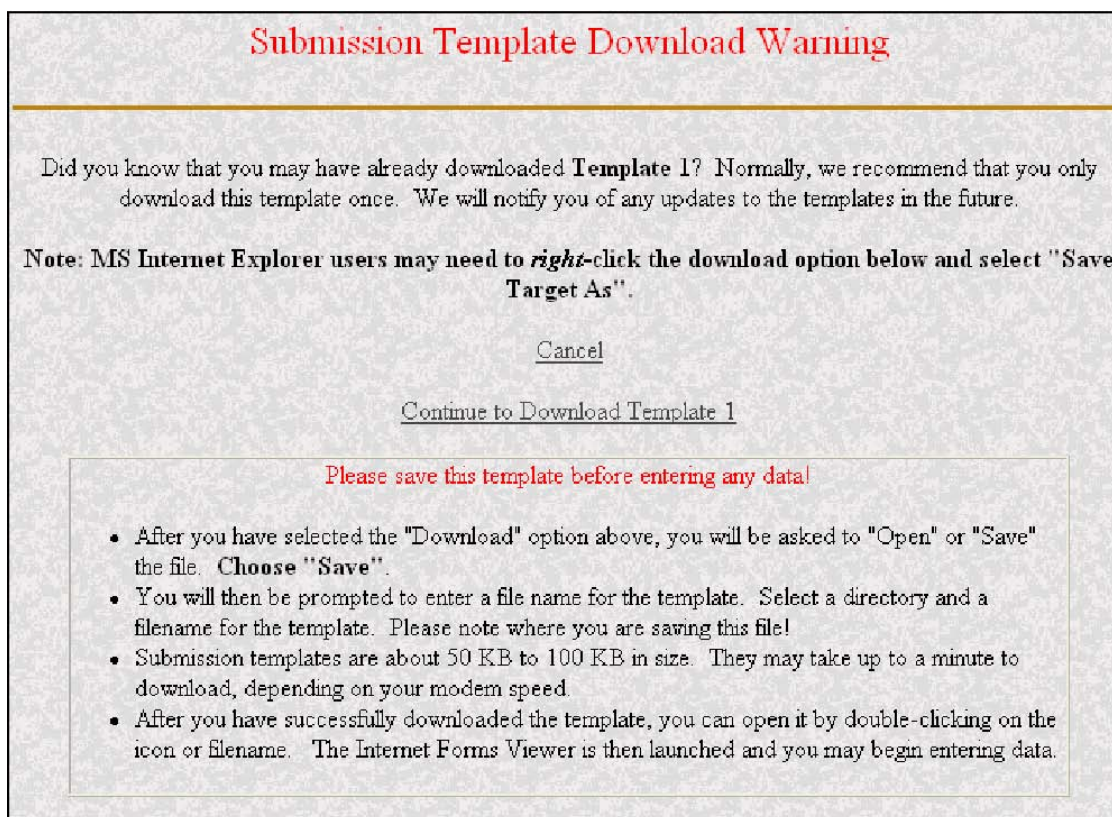 Submission Template Download Warning
Did you know that you may have already downloaded Template 1?  Normally, we recommend that you only
download this template once.  We will notify you of any updates to the templates in the future.
Note: MS Internet Explorer users may need to right-click the download option below and select "Save
Target As".
Cancel
Continue to Download Template 1
Please save this template before entering any data!
• After you have selected the "Download" option above, you will be asked to "Open" or "Save"
the file.  Choose "Save".
• You will then be prompted to enter a file name for the template.  Select a directory and a
filename for the template.  Please note where you are saving this file!
• Submission templates are about 50 KB to 100 KB in size.  They may take up to a minute to
download, depending on your modem speed.
• After you have successfully downloaded the template, you can open it by double-clicking on the
icon or filename.   The Internet Forms Viewer is then launched and you may begin entering data.